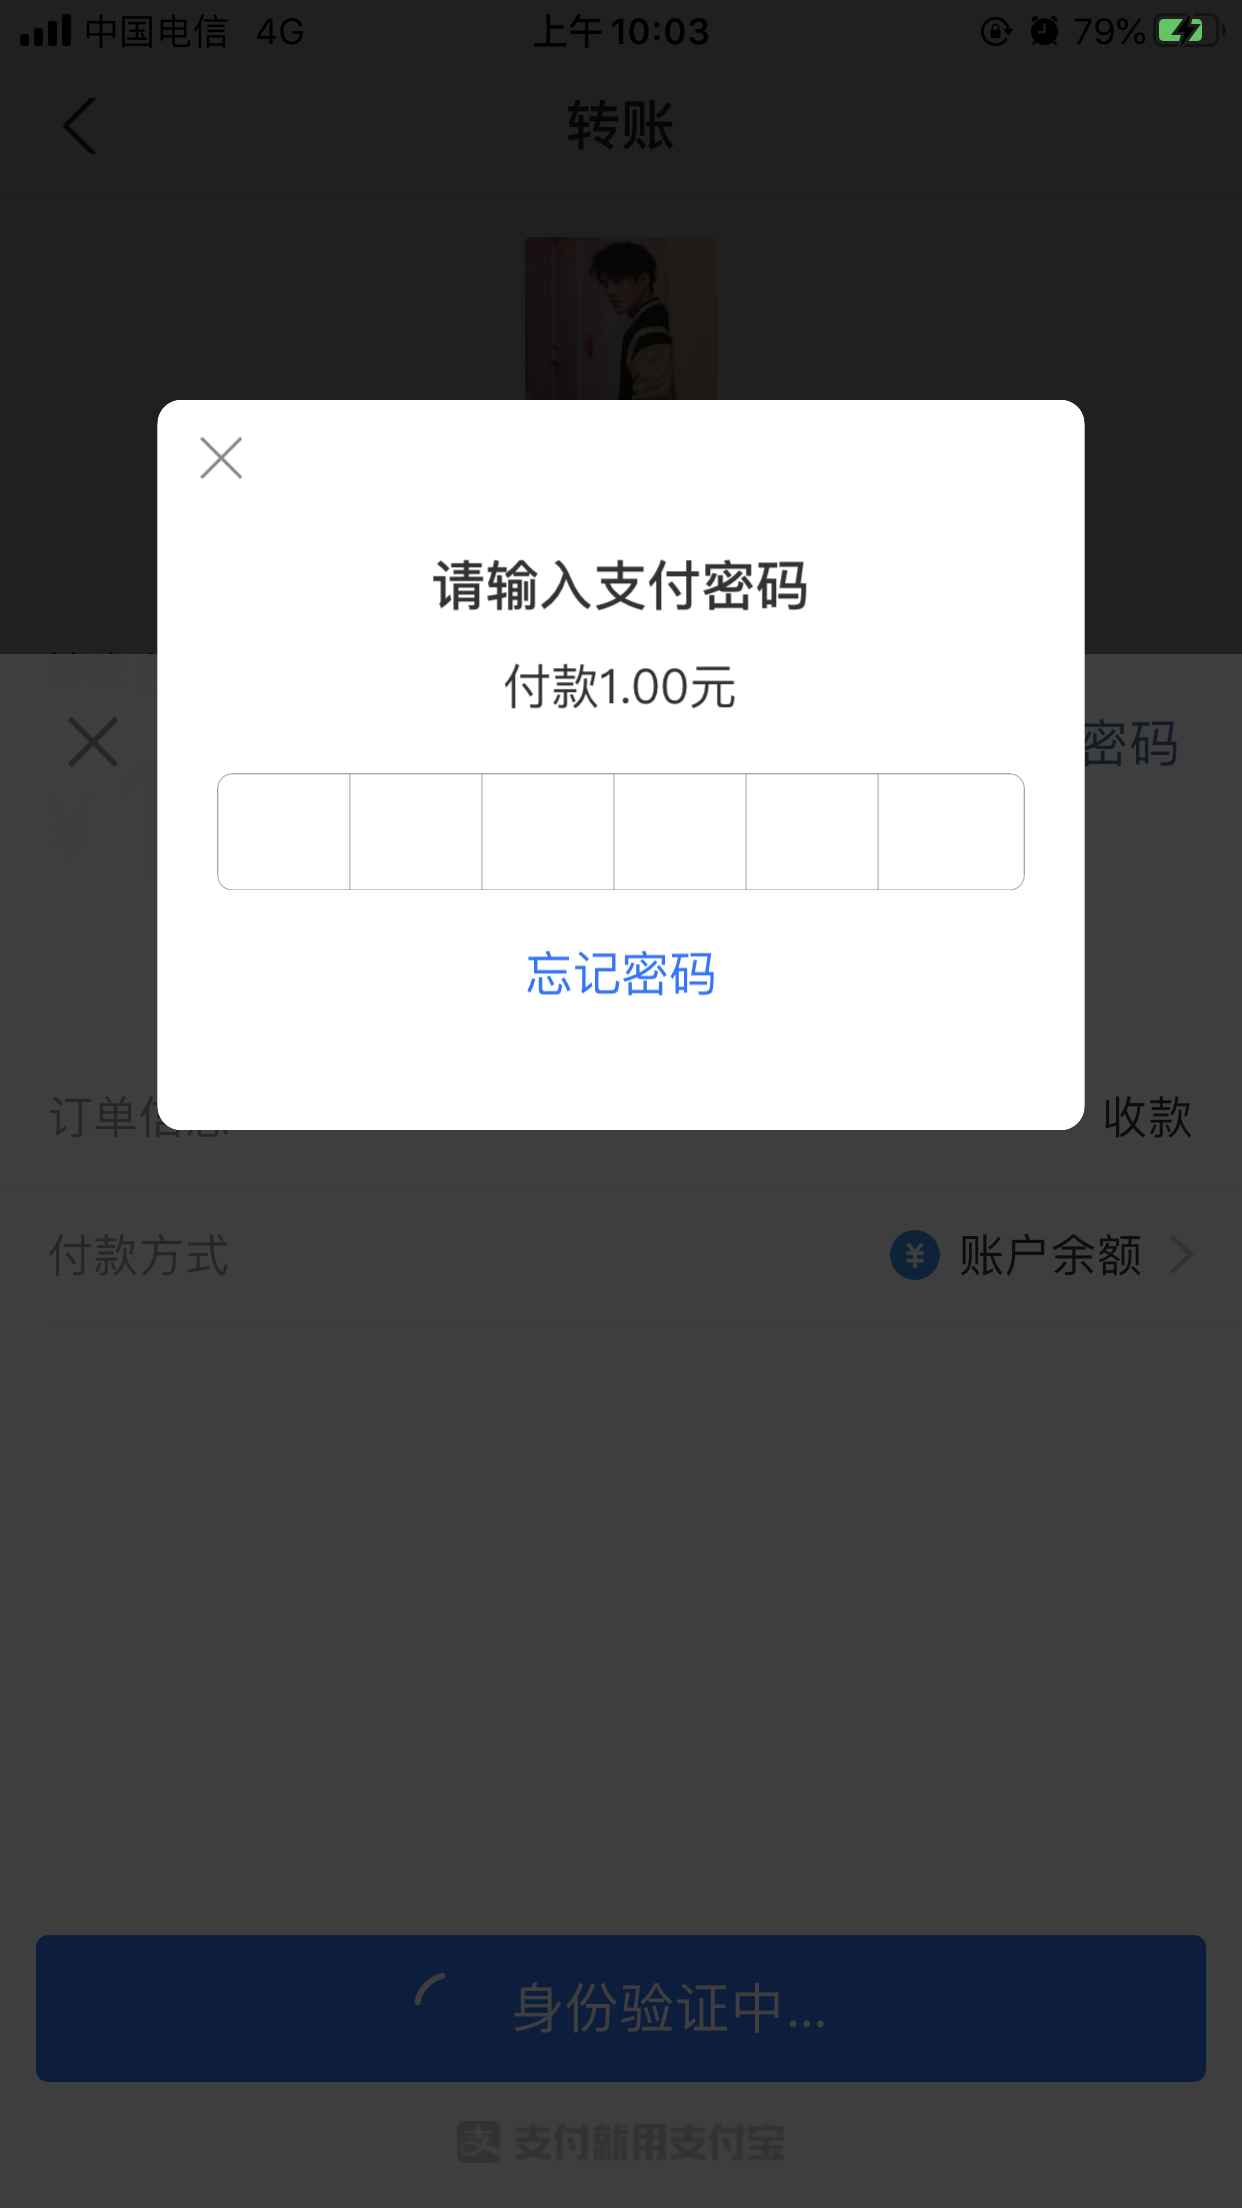 中国电信 4G 上午10:03 79%
转账
请输入支付密码
付款1.00元
密码
¥
忘记密码
订单信息 收款
付款方式 ¥ 账户余额
身份验证中...
支 支付就用支付宝